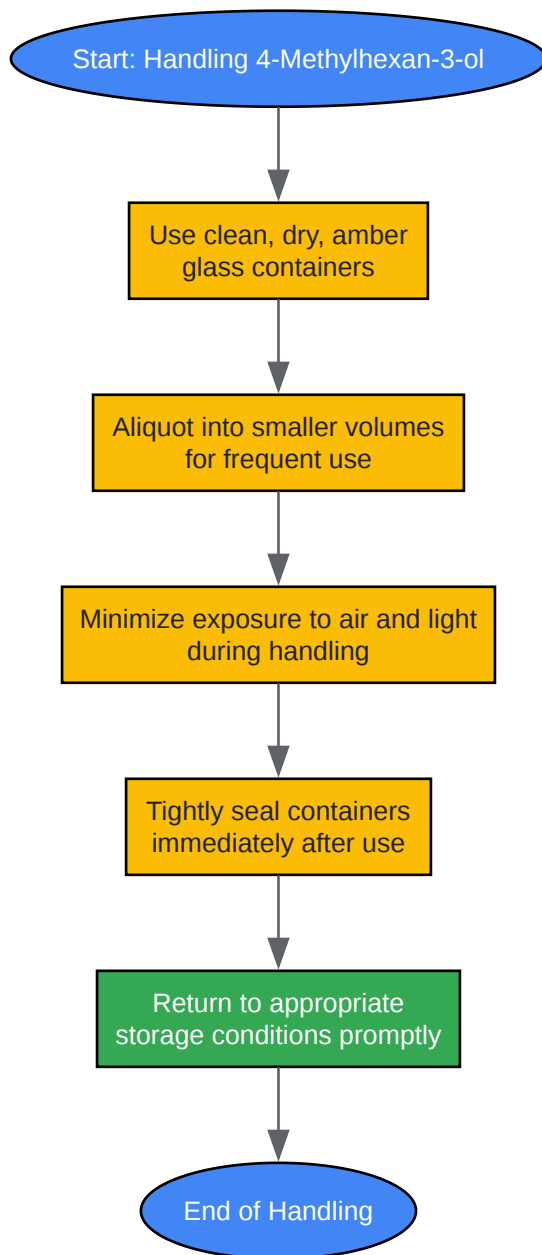 Start: Handling 4-Methylhexan-3-ol
Use clean, dry, amber
glass containers
Aliquot into smaller volumes
for frequent use
Minimize exposure to air and light
during handling
Tightly seal containers
immediately after use
Return to appropriate
storage conditions promptly
End of Handling